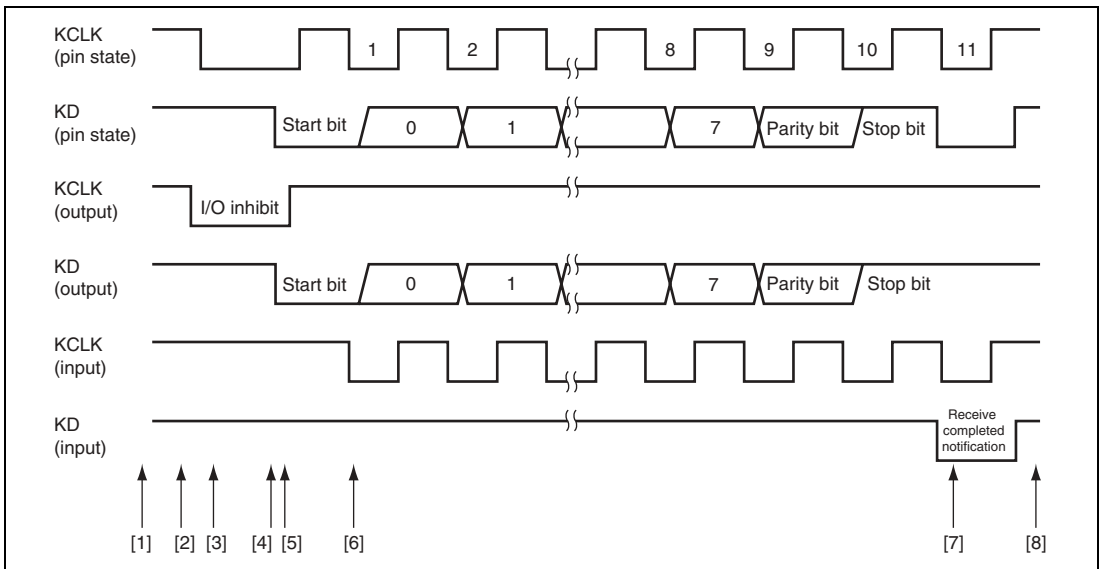 KCLK
(pin state)
1 2 8 9 10 11
KD
(pin state)
Start bit 0 1 7 Parity bit Stop bit
KCLK
(output)
I/O inhibit
KD
(output)
Start bit 0 1 7 Parity bit Stop bit
KCLK
(input)
KD
(input)
Receive
completed
notification
[1] [2] [3] [4] [5] [6] [7] [8]